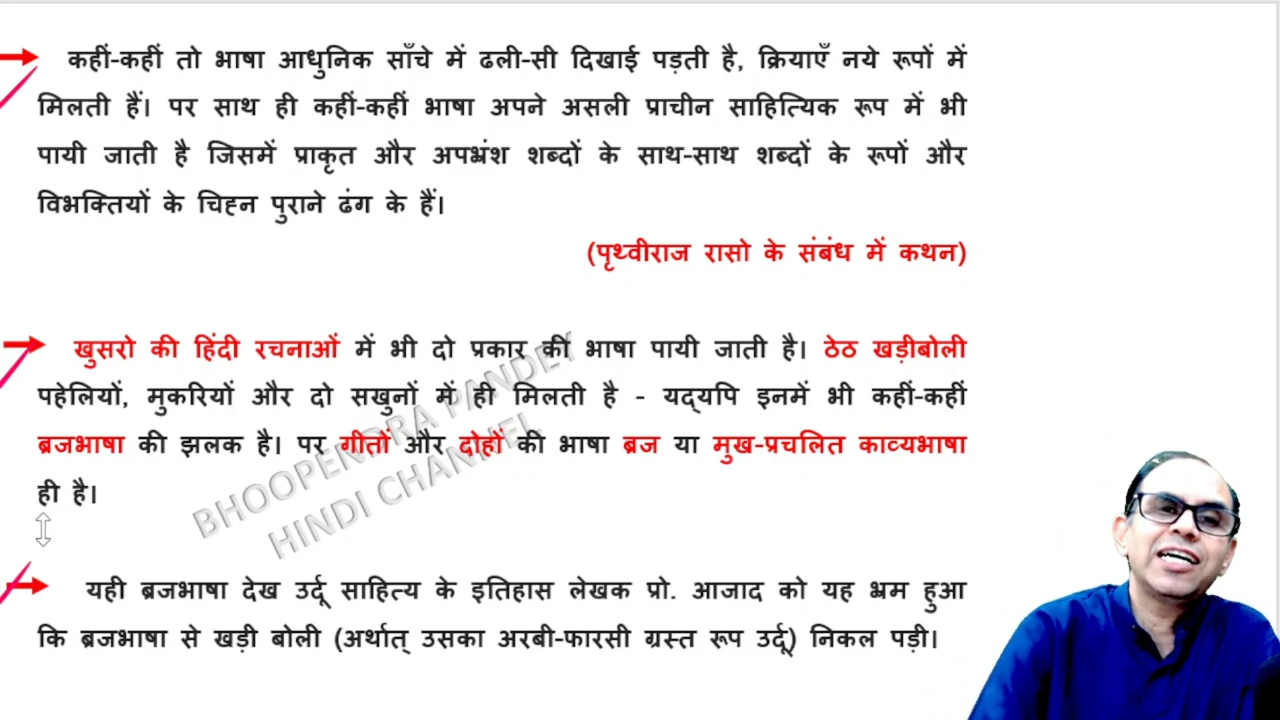 कहीं-कहीं तो भाषा आधुनिक साँचे में ढली-सी दिखाई पड़ती है, क्रियाएँ नये रूपों में
मिलती हैं। पर साथ ही कहीं-कहीं भाषा अपने असली प्राचीन साहित्यिक रूप में भी
पायी जाती है जिसमें प्राकृत और अपभ्रंश शब्दों के साथ-साथ शब्दों के रूपों और
विभक्तियों के चिह्न पुराने ढंग के हैं।
(पृथ्वीराज रासो के संबंध में कथन)
खुसरो की हिंदी रचनाओं में भी दो प्रकार की भाषा पायी जाती है। ठेठ खड़ीबोली
पहेलियों, मुकरियों और दो सखुनों में ही मिलती है - यद्यपि इनमें भी कहीं-कहीं
ब्रजभाषा की झलक है। पर गीतों और दोहों की भाषा ब्रज या मुख-प्रचलित काव्यभाषा
ही है।
BHOOPENDRA PANDEY
HINDI CHANNEL
यही ब्रजभाषा देख उर्दू साहित्य के इतिहास लेखक प्रो. आजाद को यह भ्रम हुआ
कि ब्रजभाषा से खड़ी बोली (अर्थात् उसका अरबी-फारसी ग्रस्त रूप उर्दू) निकल पड़ी।